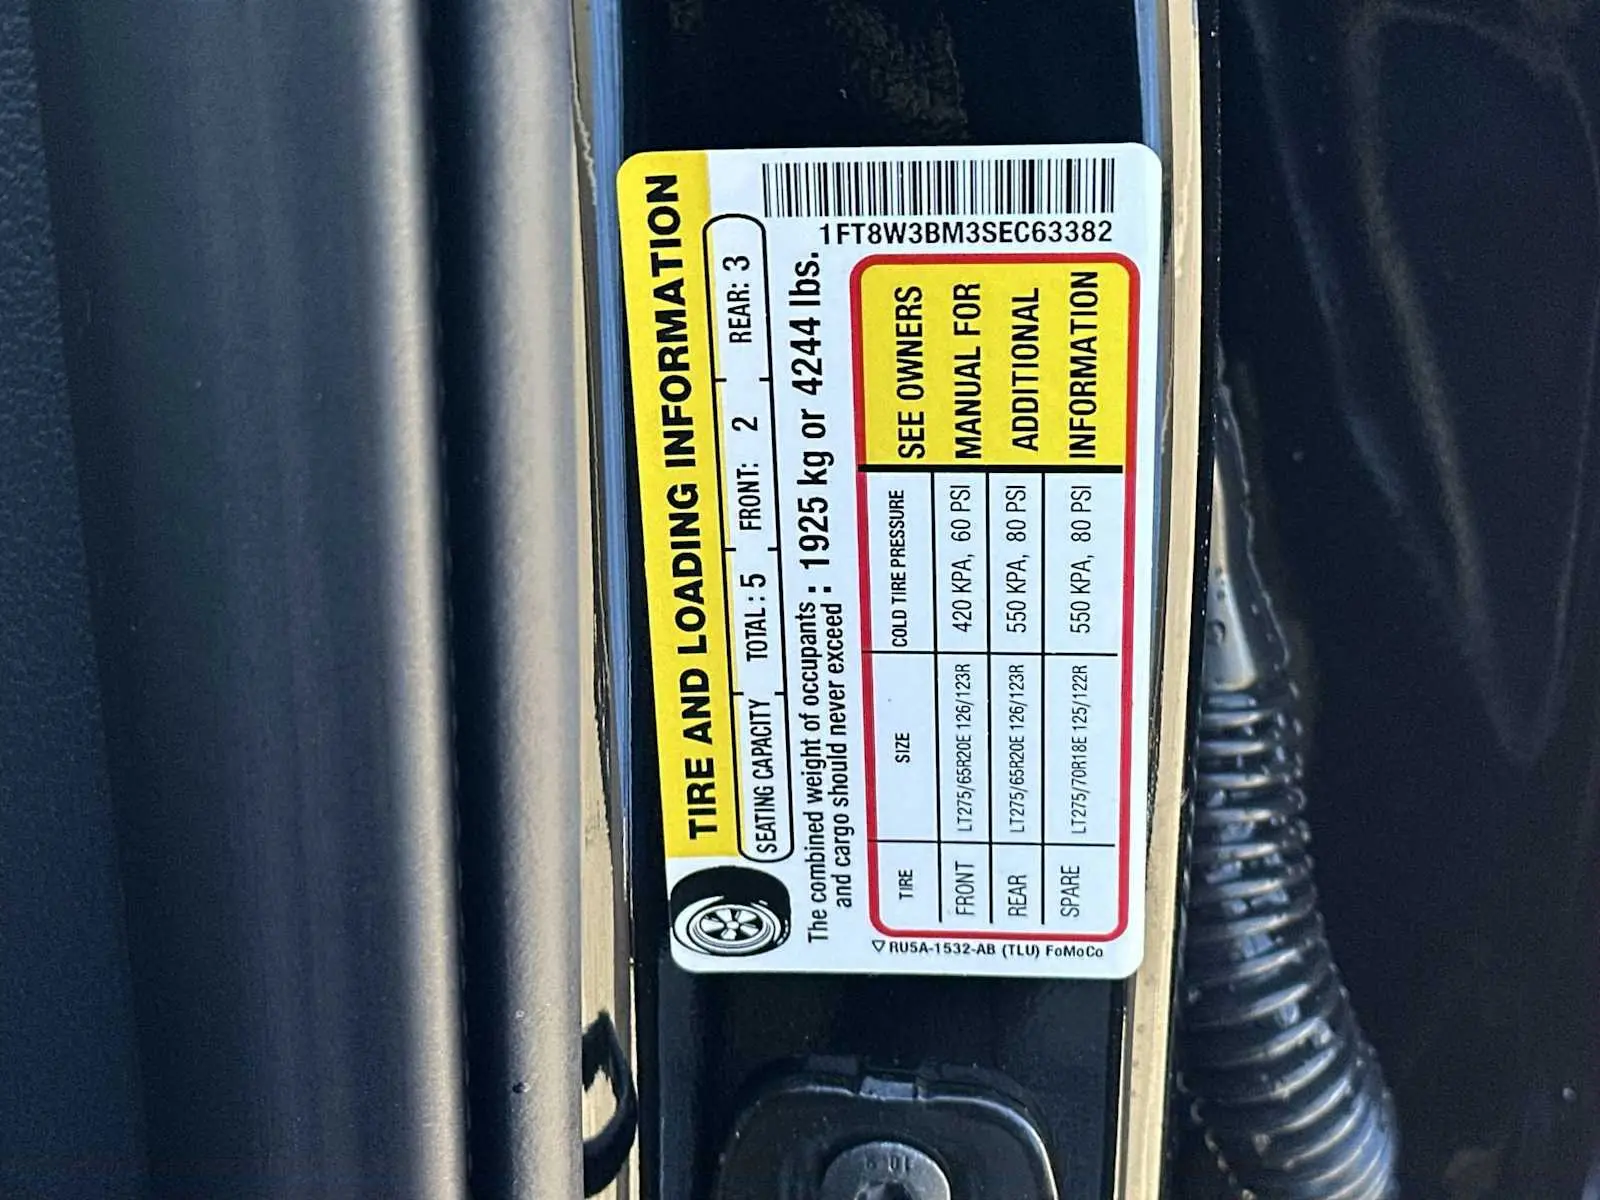 TIRE AND LOADING INFORMATION
SEATING CAPACITY TOTAL : 5 FRONT: 2 REAR: 3
The combined weight of occupants
and cargo should never exceed : 1925 kg or 4244 lbs.
1FT8W3BM3SEC63382
TIRE SIZE COLD TIRE PRESSURE
FRONT LT275/65R20E 126/123R 420 KPA, 60 PSI
REAR LT275/65R20E 126/123R 550 KPA, 80 PSI
SPARE LT275/70R18E 125/122R 550 KPA, 80 PSI
SEE OWNERS
MANUAL FOR
ADDITIONAL
INFORMATION
RU5A-1532-AB (TLU) FoMoCo